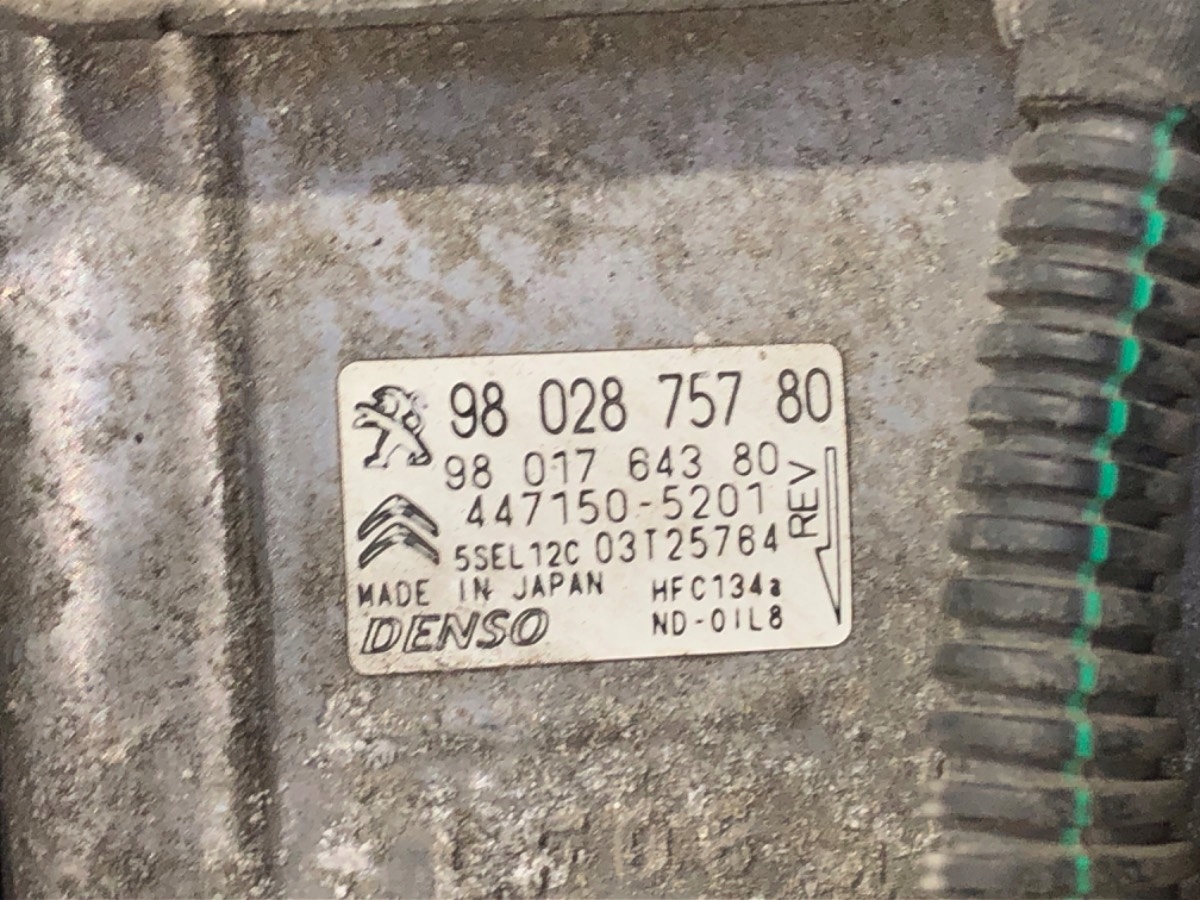 98 028 757 80
98 017 643 80
447150-5201
5SEL12C 03T25764
REV
MADE IN JAPAN HFC134a
DENSO ND-OIL8